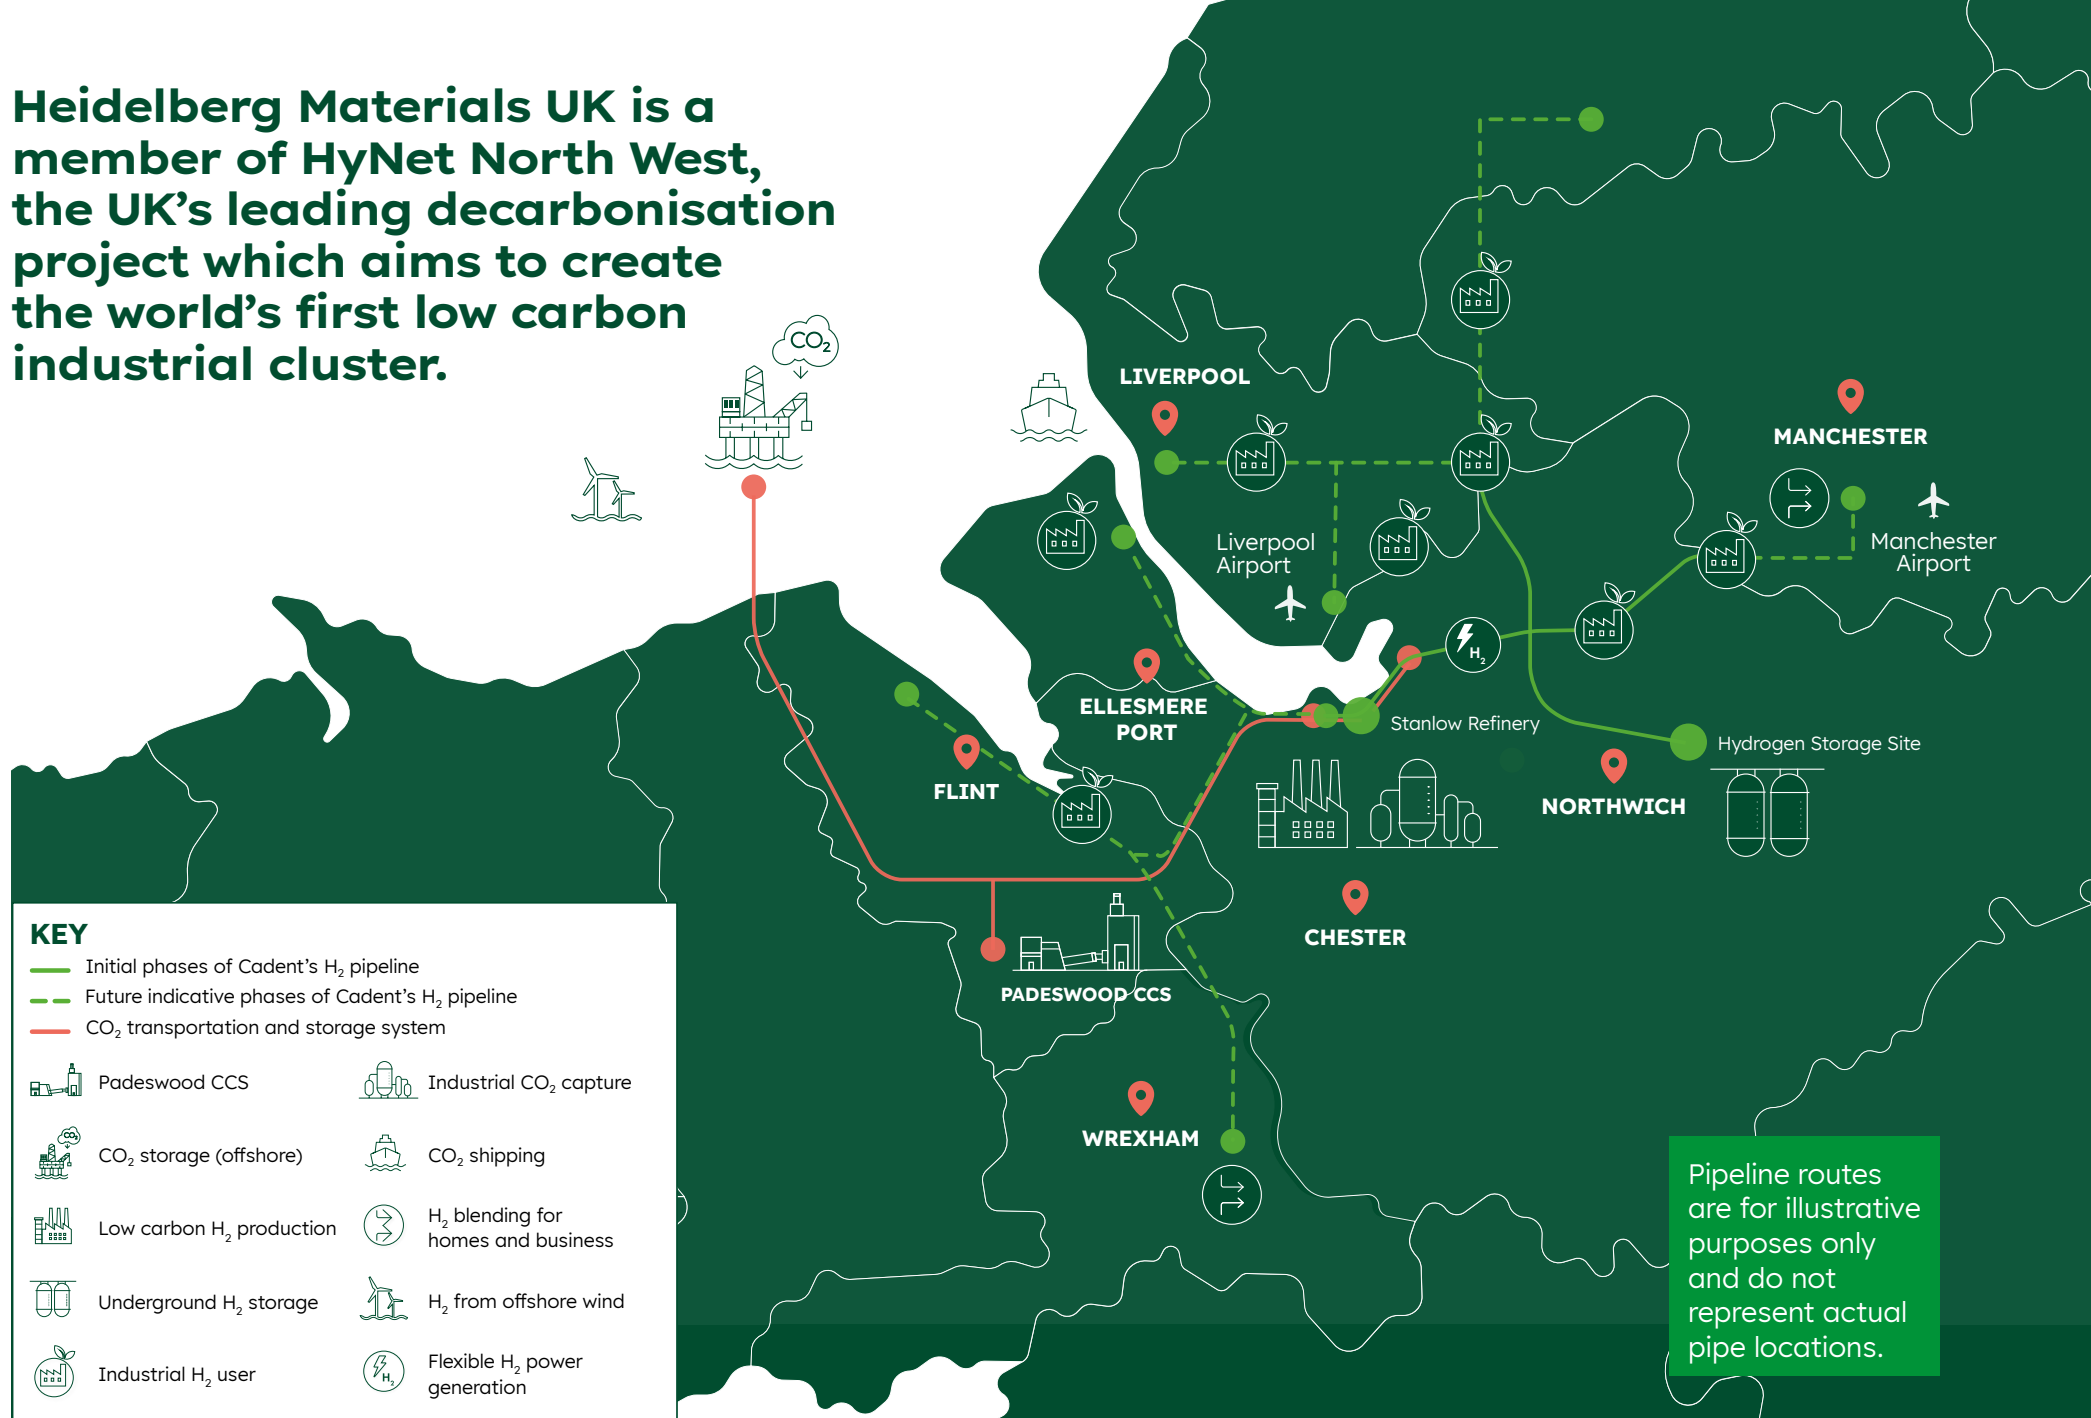 Heidelberg Materials UK is a
member of HyNet North West,
the UK's leading decarbonisation
project which aims to create
the world's first low carbon
industrial cluster.
CO₂
LIVERPOOL
MANCHESTER
Liverpool
Airport
Manchester
Airport
H₂
ELLESMERE
PORT
Stanlow Refinery
Hydrogen Storage Site
FLINT
NORTHWICH
CHESTER
PADESWOOD CCS
WREXHAM
KEY
Initial phases of Cadent's H₂ pipeline
Future indicative phases of Cadent's H₂ pipeline
CO₂ transportation and storage system
Padeswood CCS
Industrial CO₂ capture
CO₂
CO₂ storage (offshore)
CO₂ shipping
Low carbon H₂ production
H₂ blending for
homes and business
Underground H₂ storage
H₂ from offshore wind
Industrial H₂ user
H₂
Flexible H₂ power
generation
Pipeline routes
are for illustrative
purposes only
and do not
represent actual
pipe locations.